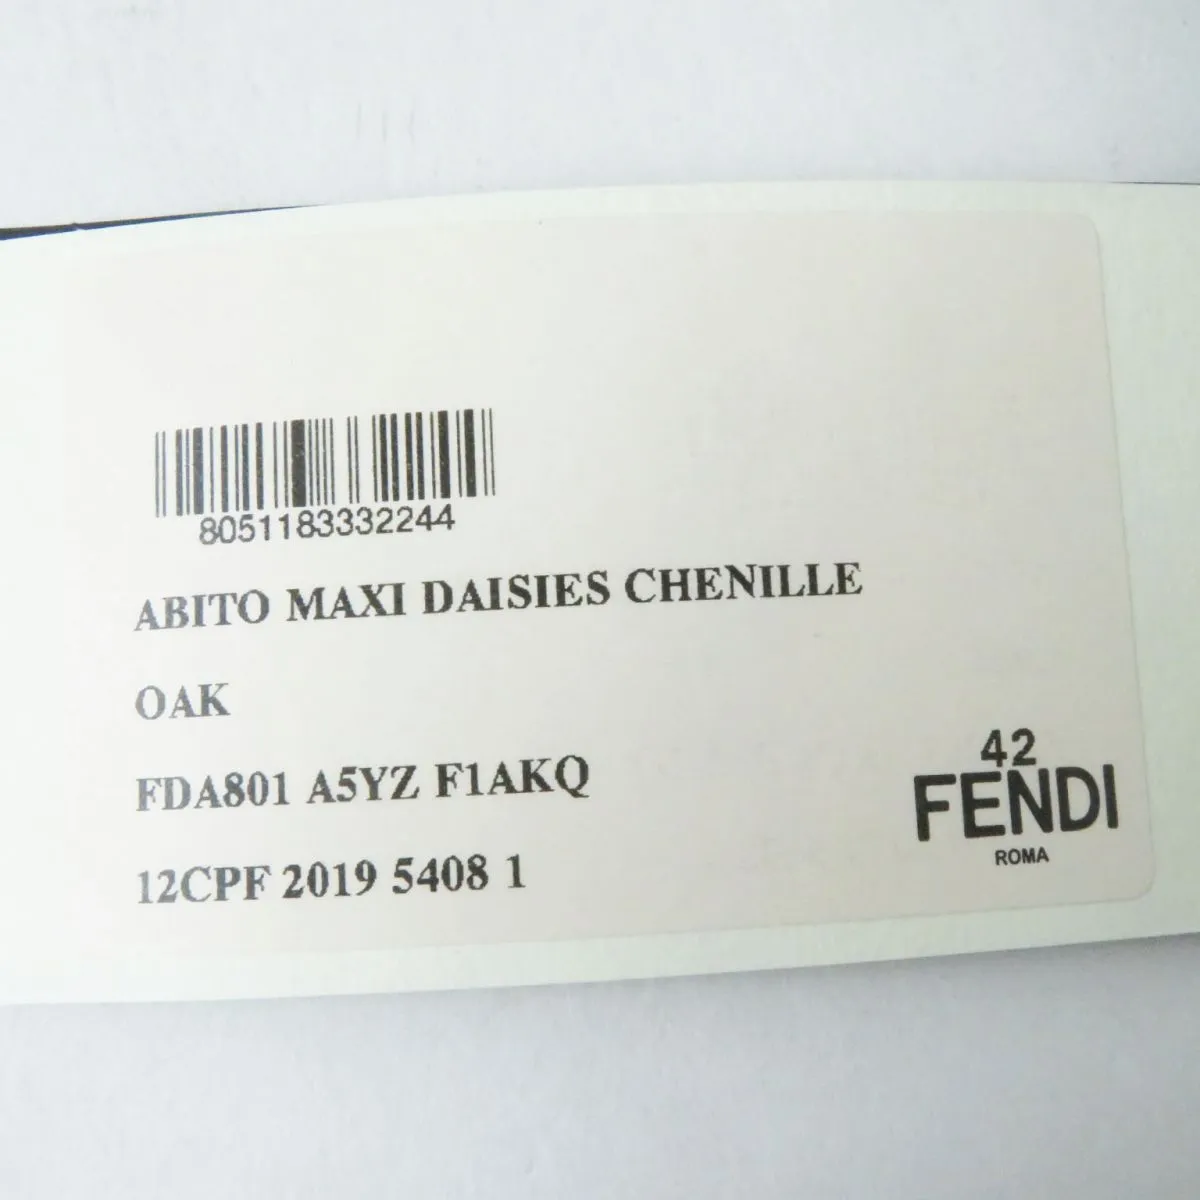 8051183332244
ABITO MAXI DAISIES CHENILLE
OAK
FDA801 A5YZ F1AKQ
12CPF 2019 5408 1
42
FENDI
ROMA